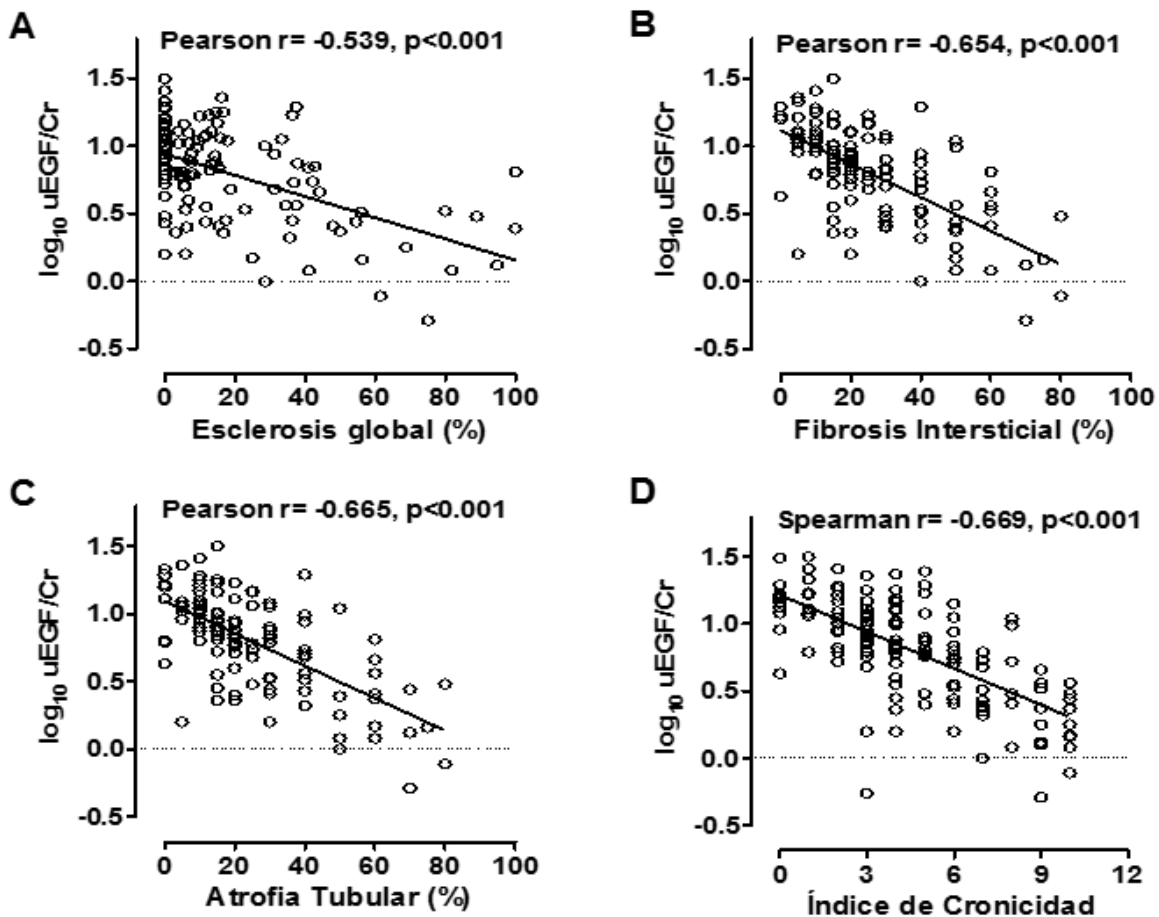 A
Pearson r= -0.539, p<0.001
log10 uEGF/Cr
1.5
1.0
0.5
0.0
-0.5
0 20 40 60 80 100
Esclerosis global (%)
B
Pearson r= -0.654, p<0.001
log10 uEGF/Cr
1.5
1.0
0.5
0.0
-0.5
0 20 40 60 80 100
Fibrosis Intersticial (%)
C
Pearson r= -0.665, p<0.001
log10 uEGF/Cr
1.5
1.0
0.5
0.0
-0.5
0 20 40 60 80 100
Atrofia Tubular (%)
D
Spearman r= -0.669, p<0.001
log10 uEGF/Cr
1.5
1.0
0.5
0.0
-0.5
0 3 6 9 12
Índice de Cronicidad